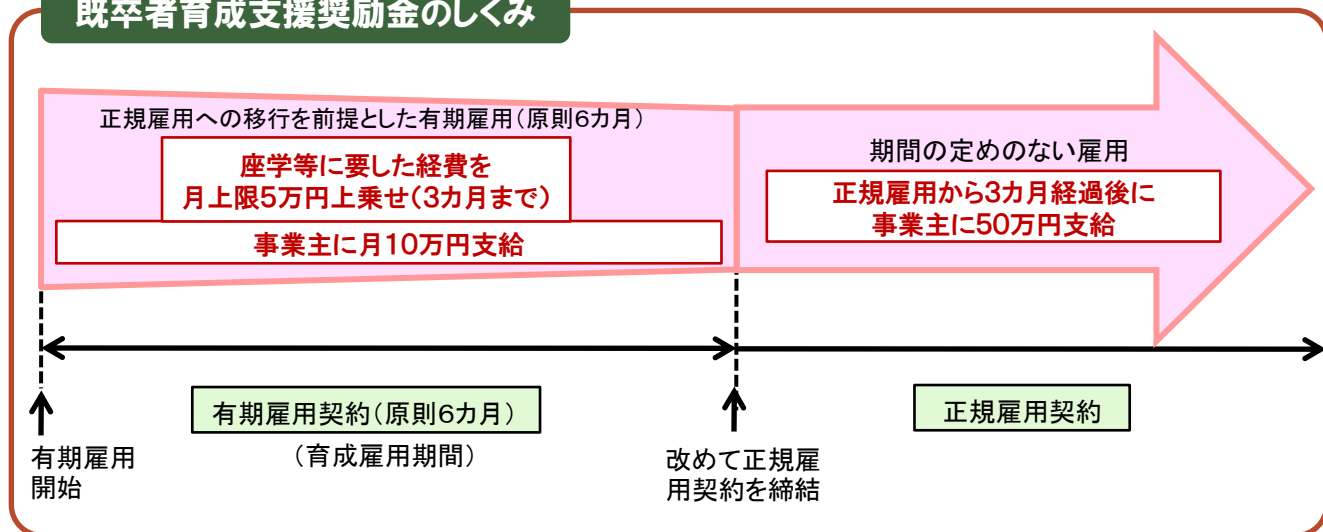 既卒者育成支援奨励金のしくみ
正規雇用への移行を前提とした有期雇用(原則6カ月)
座学等に要した経費を
月上限5万円上乗せ(3カ月まで)
事業主に月10万円支給
期間の定めのない雇用
正規雇用から3カ月経過後に
事業主に50万円支給
有期雇用契約(原則6カ月)
(育成雇用期間)
正規雇用契約
有期雇用
開始
改めて正規雇
用契約を締結